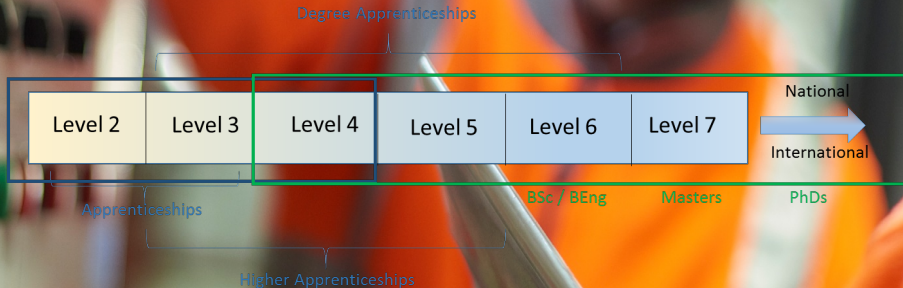 Degree Apprenticeships
National
Level 2
Level 3
Level 4
Level 5
Level 6
Level 7
International
BSc / BEng
Masters
PhDs
Apprenticeships
Higher Apprenticeships